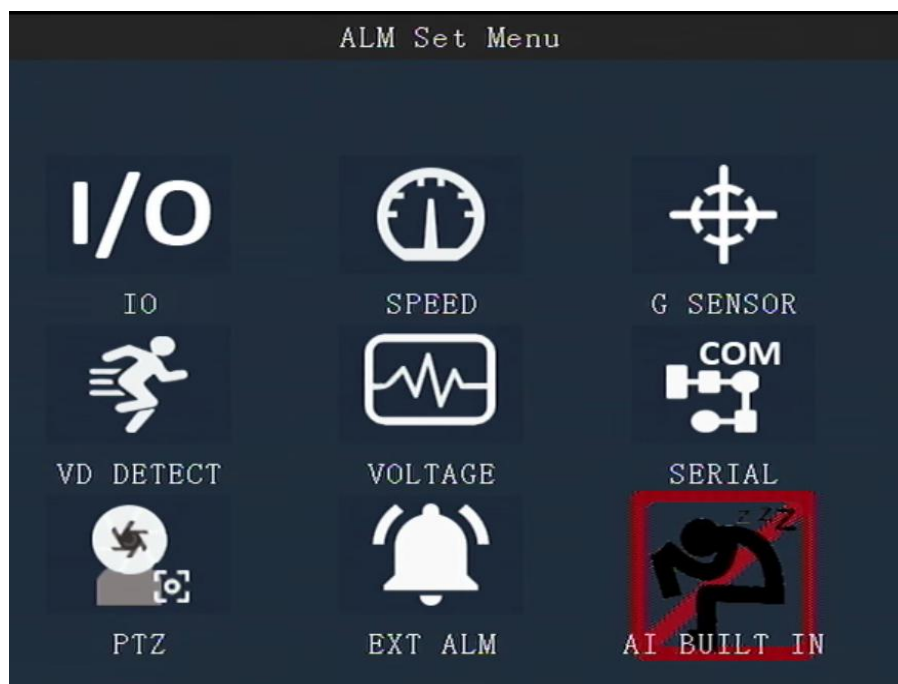 ALM Set Menu
I/O
IO
SPEED
G SENSOR
COM
VD DETECT
VOLTAGE
SERIAL
z z Z
PTZ
EXT ALM
AI BUILT IN